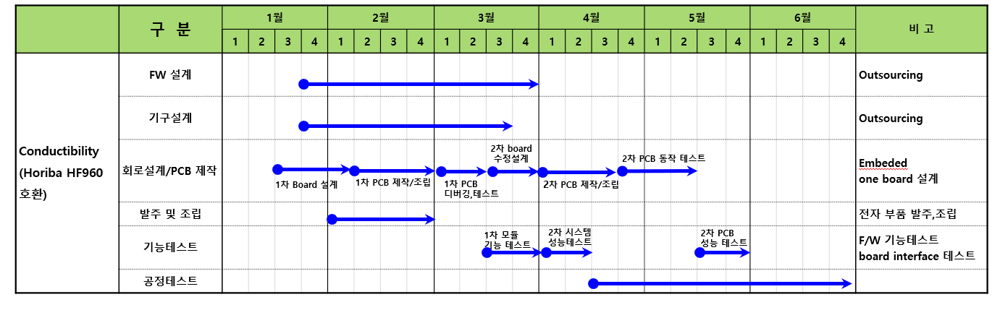 구 분
1월 2월 3월 4월 5월 6월
비 고
1 2 3 4 1 2 3 4 1 2 3 4 1 2 3 4 1 2 3 4 1 2 3 4
Conductibility
(Horiba HF960
호환)
FW 설계
Outsourcing
기구설계
Outsourcing
회로설계/PCB 제작
1차 Board 설계
1차 PCB 제작/조립
1차 PCB
디버깅,테스트
2차 board
수정설계
2차 PCB 제작/조립
2차 PCB 동작 테스트
Embeded
one board 설계
발주 및 조립
전자 부품 발주,조립
기능테스트
1차 모듈
기능 테스트
2차 시스템
성능테스트
2차 PCB
성능 테스트
F/W 기능테스트
board interface 테스트
공정테스트